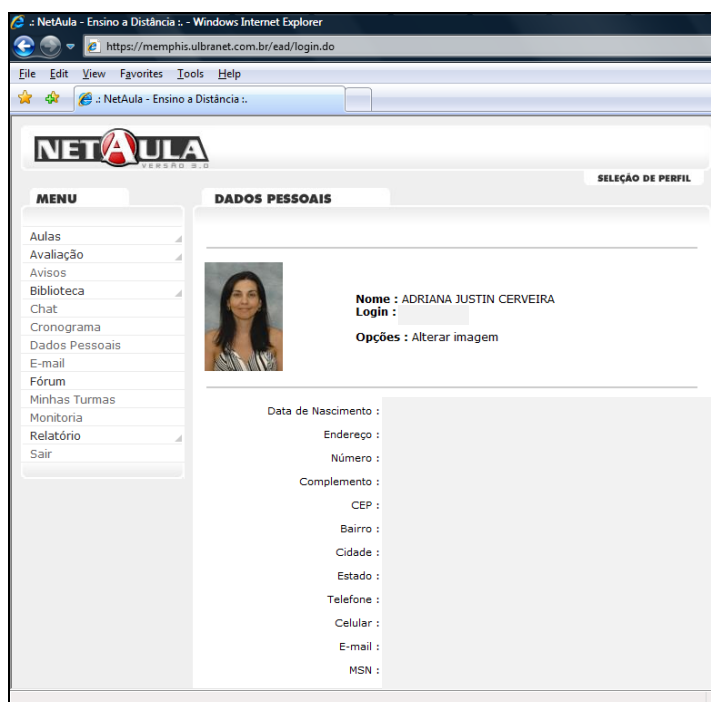 .: NetAula - Ensino a Distância :. - Windows Internet Explorer
https://memphis.ulbranet.com.br/ead/login.do
File Edit View Favorites Tools Help
.: NetAula - Ensino a Distância :.
NETAULA
VERSÃO 3.0
SELEÇÃO DE PERFIL
MENU
DADOS PESSOAIS
Aulas
Avaliação
Avisos
Biblioteca
Chat
Cronograma
Dados Pessoais
E-mail
Fórum
Minhas Turmas
Monitoria
Relatório
Sair
Nome : ADRIANA JUSTIN CERVEIRA
Login :
Opções : Alterar imagem
Data de Nascimento :
Endereço :
Número :
Complemento :
CEP :
Bairro :
Cidade :
Estado :
Telefone :
Celular :
E-mail :
MSN :